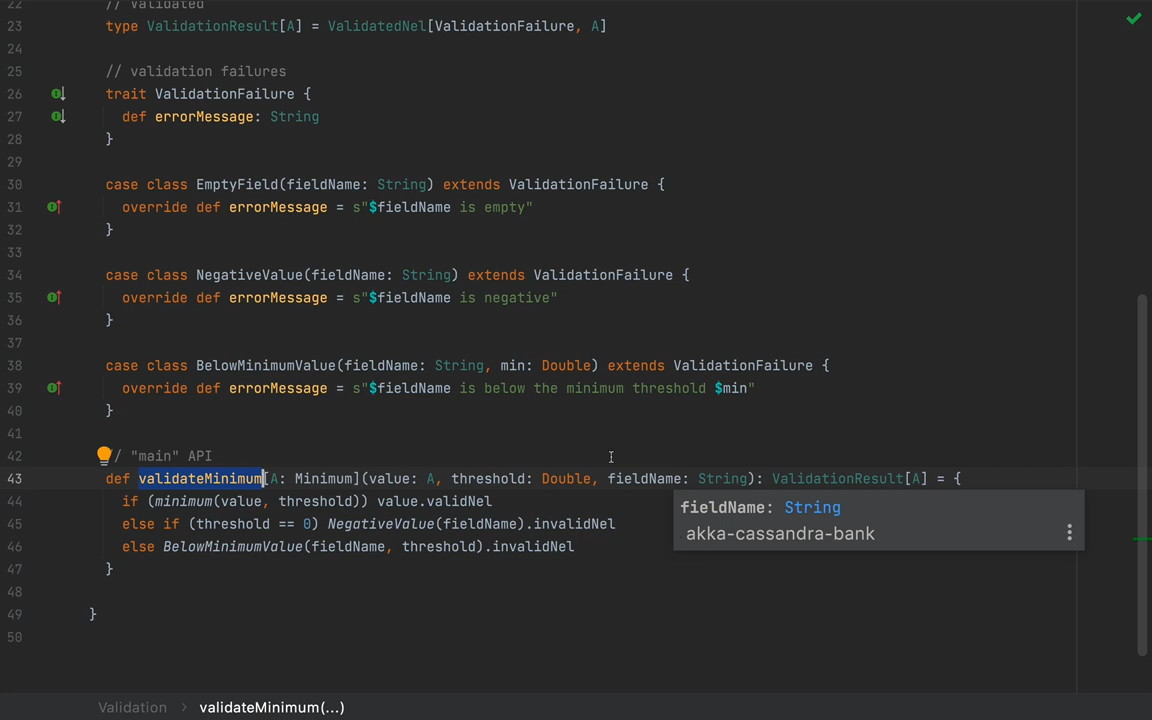 22 // validated
23 type ValidationResult[A] = ValidatedNel[ValidationFailure, A]
24
25 // validation failures
26 trait ValidationFailure {
27 def errorMessage: String
28 }
29
30 case class EmptyField(fieldName: String) extends ValidationFailure {
31 override def errorMessage = s"$fieldName is empty"
32 }
33
34 case class NegativeValue(fieldName: String) extends ValidationFailure {
35 override def errorMessage = s"$fieldName is negative"
36 }
37
38 case class BelowMinimumValue(fieldName: String, min: Double) extends ValidationFailure {
39 override def errorMessage = s"$fieldName is below the minimum threshold $min"
40 }
41
42 // "main" API
43 def validateMinimum[A: Minimum](value: A, threshold: Double, fieldName: String): ValidationResult[A] = {
44 if (minimum(value, threshold)) value.validNel
fieldName: String
45 else if (threshold == 0) NegativeValue(fieldName).invalidNel
akka-cassandra-bank
46 else BelowMinimumValue(fieldName, threshold).invalidNel
47 }
48
49 }
50
Validation > validateMinimum(...)